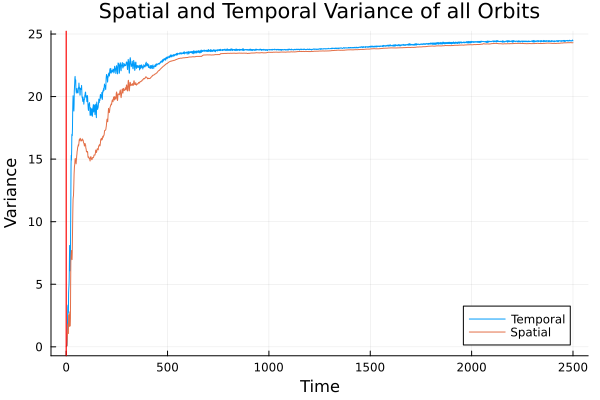 Spatial and Temporal Variance of all Orbits
25
20
15
10
5
0
Variance
0 500 1000 1500 2000 2500
Time
Temporal
Spatial